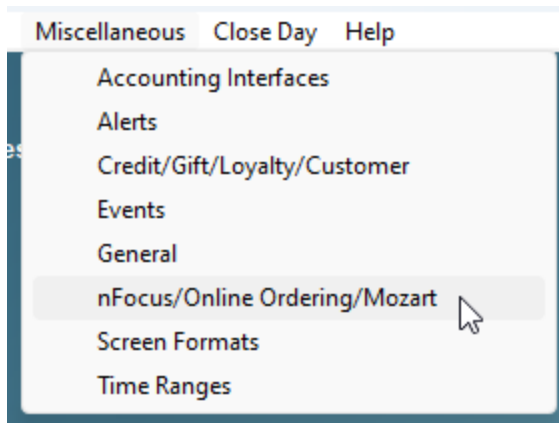 Miscellaneous Close Day Help
Accounting Interfaces
Alerts
Credit/Gift/Loyalty/Customer
Events
General
nFocus/Online Ordering/Mozart
Screen Formats
Time Ranges